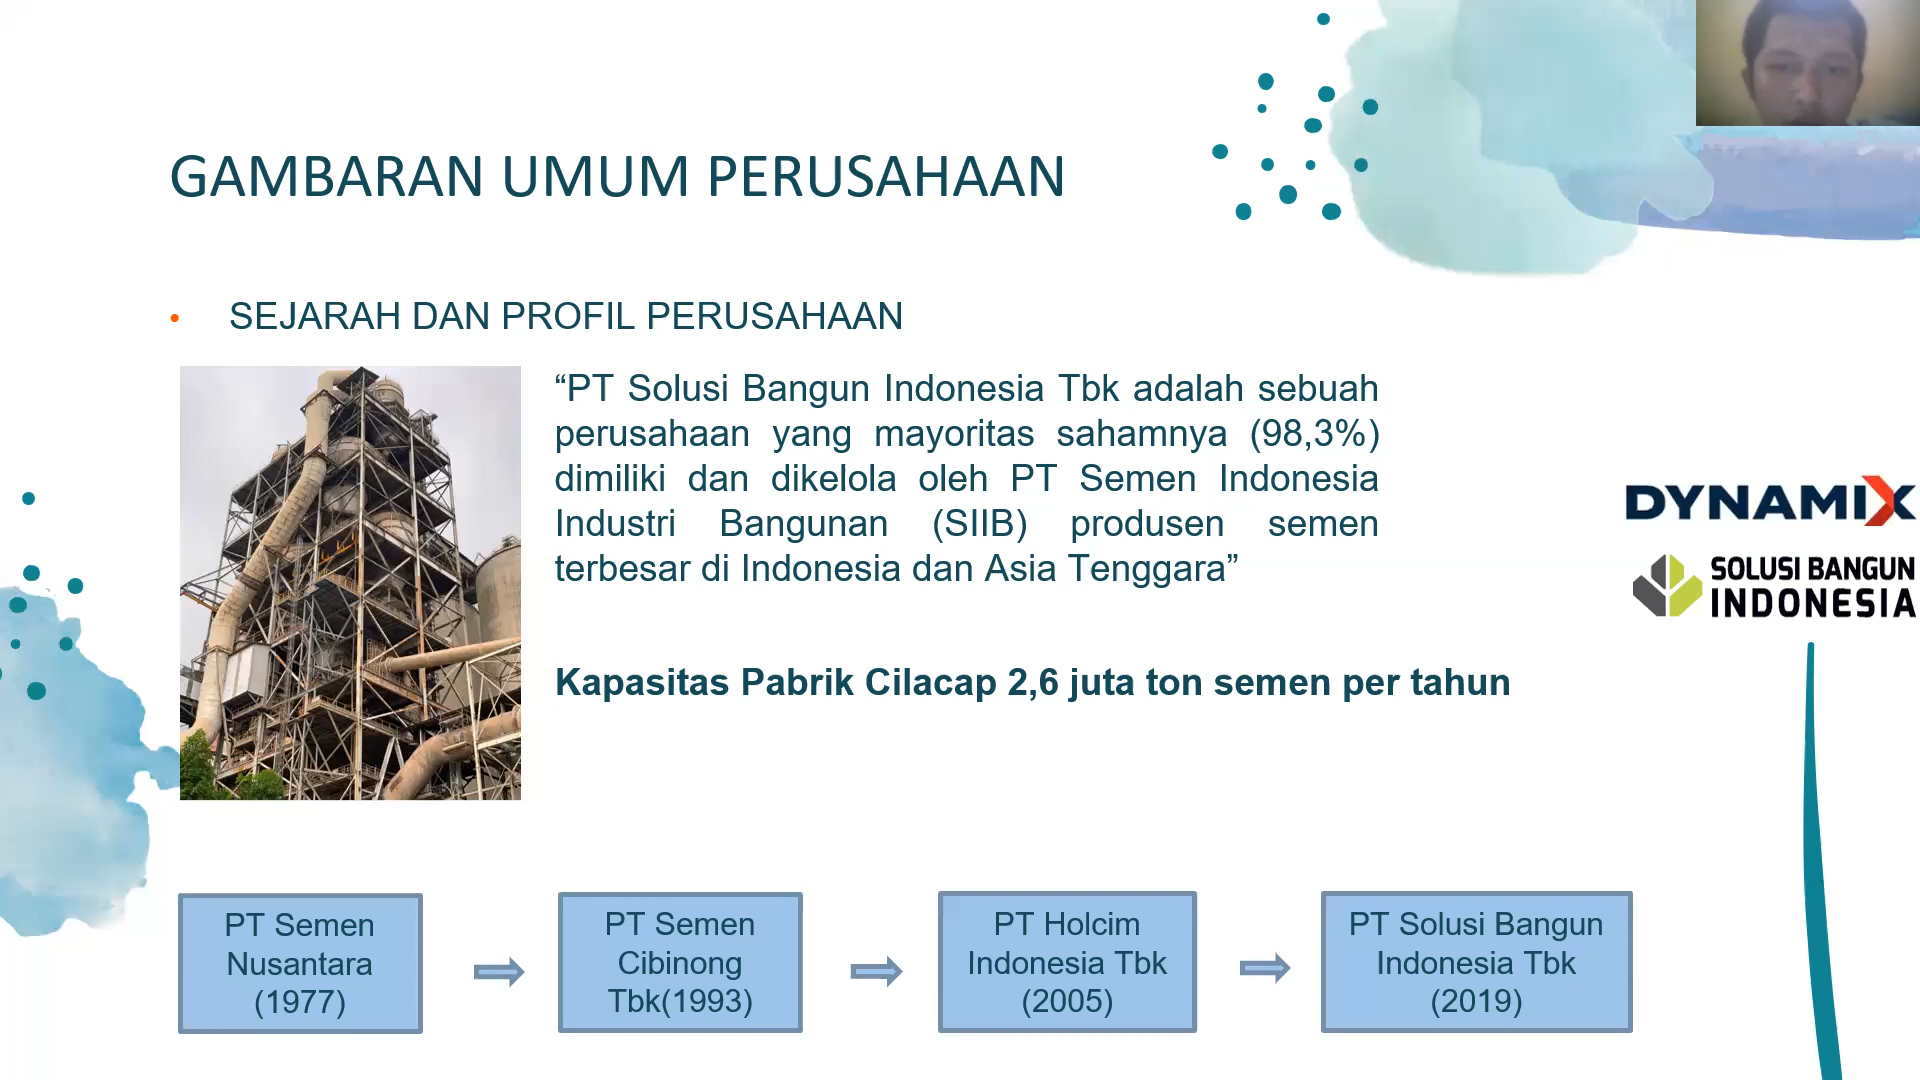 GAMBARAN UMUM PERUSAHAAN
• SEJARAH DAN PROFIL PERUSAHAAN
“PT Solusi Bangun Indonesia Tbk adalah sebuah
perusahaan yang mayoritas sahamnya (98,3%)
dimiliki dan dikelola oleh PT Semen Indonesia
Industri Bangunan (SIIB) produsen semen
terbesar di Indonesia dan Asia Tenggara”
Kapasitas Pabrik Cilacap 2,6 juta ton semen per tahun
DYNAMIX
SOLUSI BANGUN
INDONESIA
PT Semen
Nusantara
(1977)
PT Semen
Cibinong
Tbk(1993)
PT Holcim
Indonesia Tbk
(2005)
PT Solusi Bangun
Indonesia Tbk
(2019)